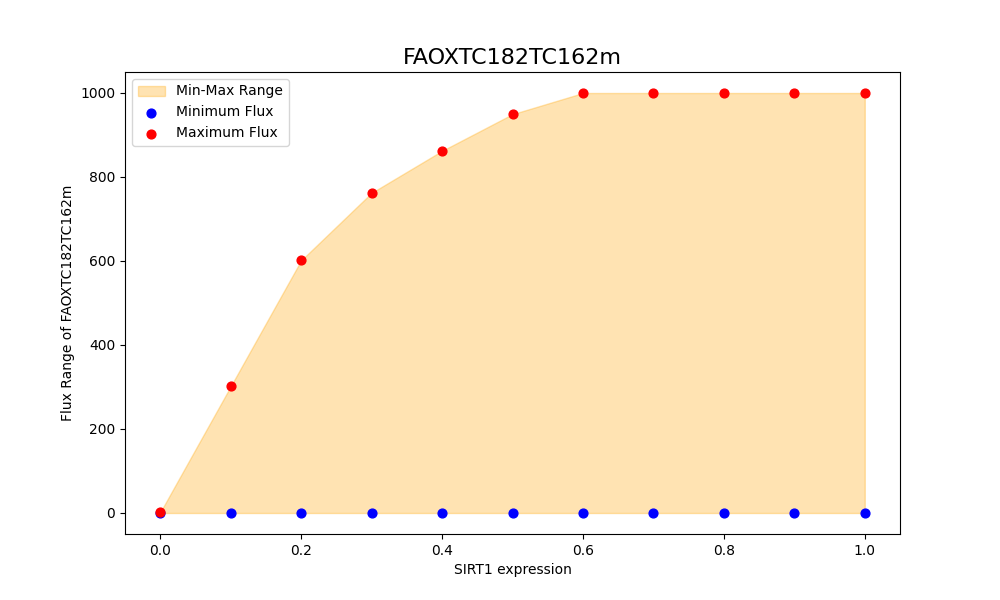 FAOXTC182TC162m
Min-Max Range
Minimum Flux
Maximum Flux
Flux Range of FAOXTC182TC162m
1000
800
600
400
200
0
0.0 0.2 0.4 0.6 0.8 1.0
SIRT1 expression